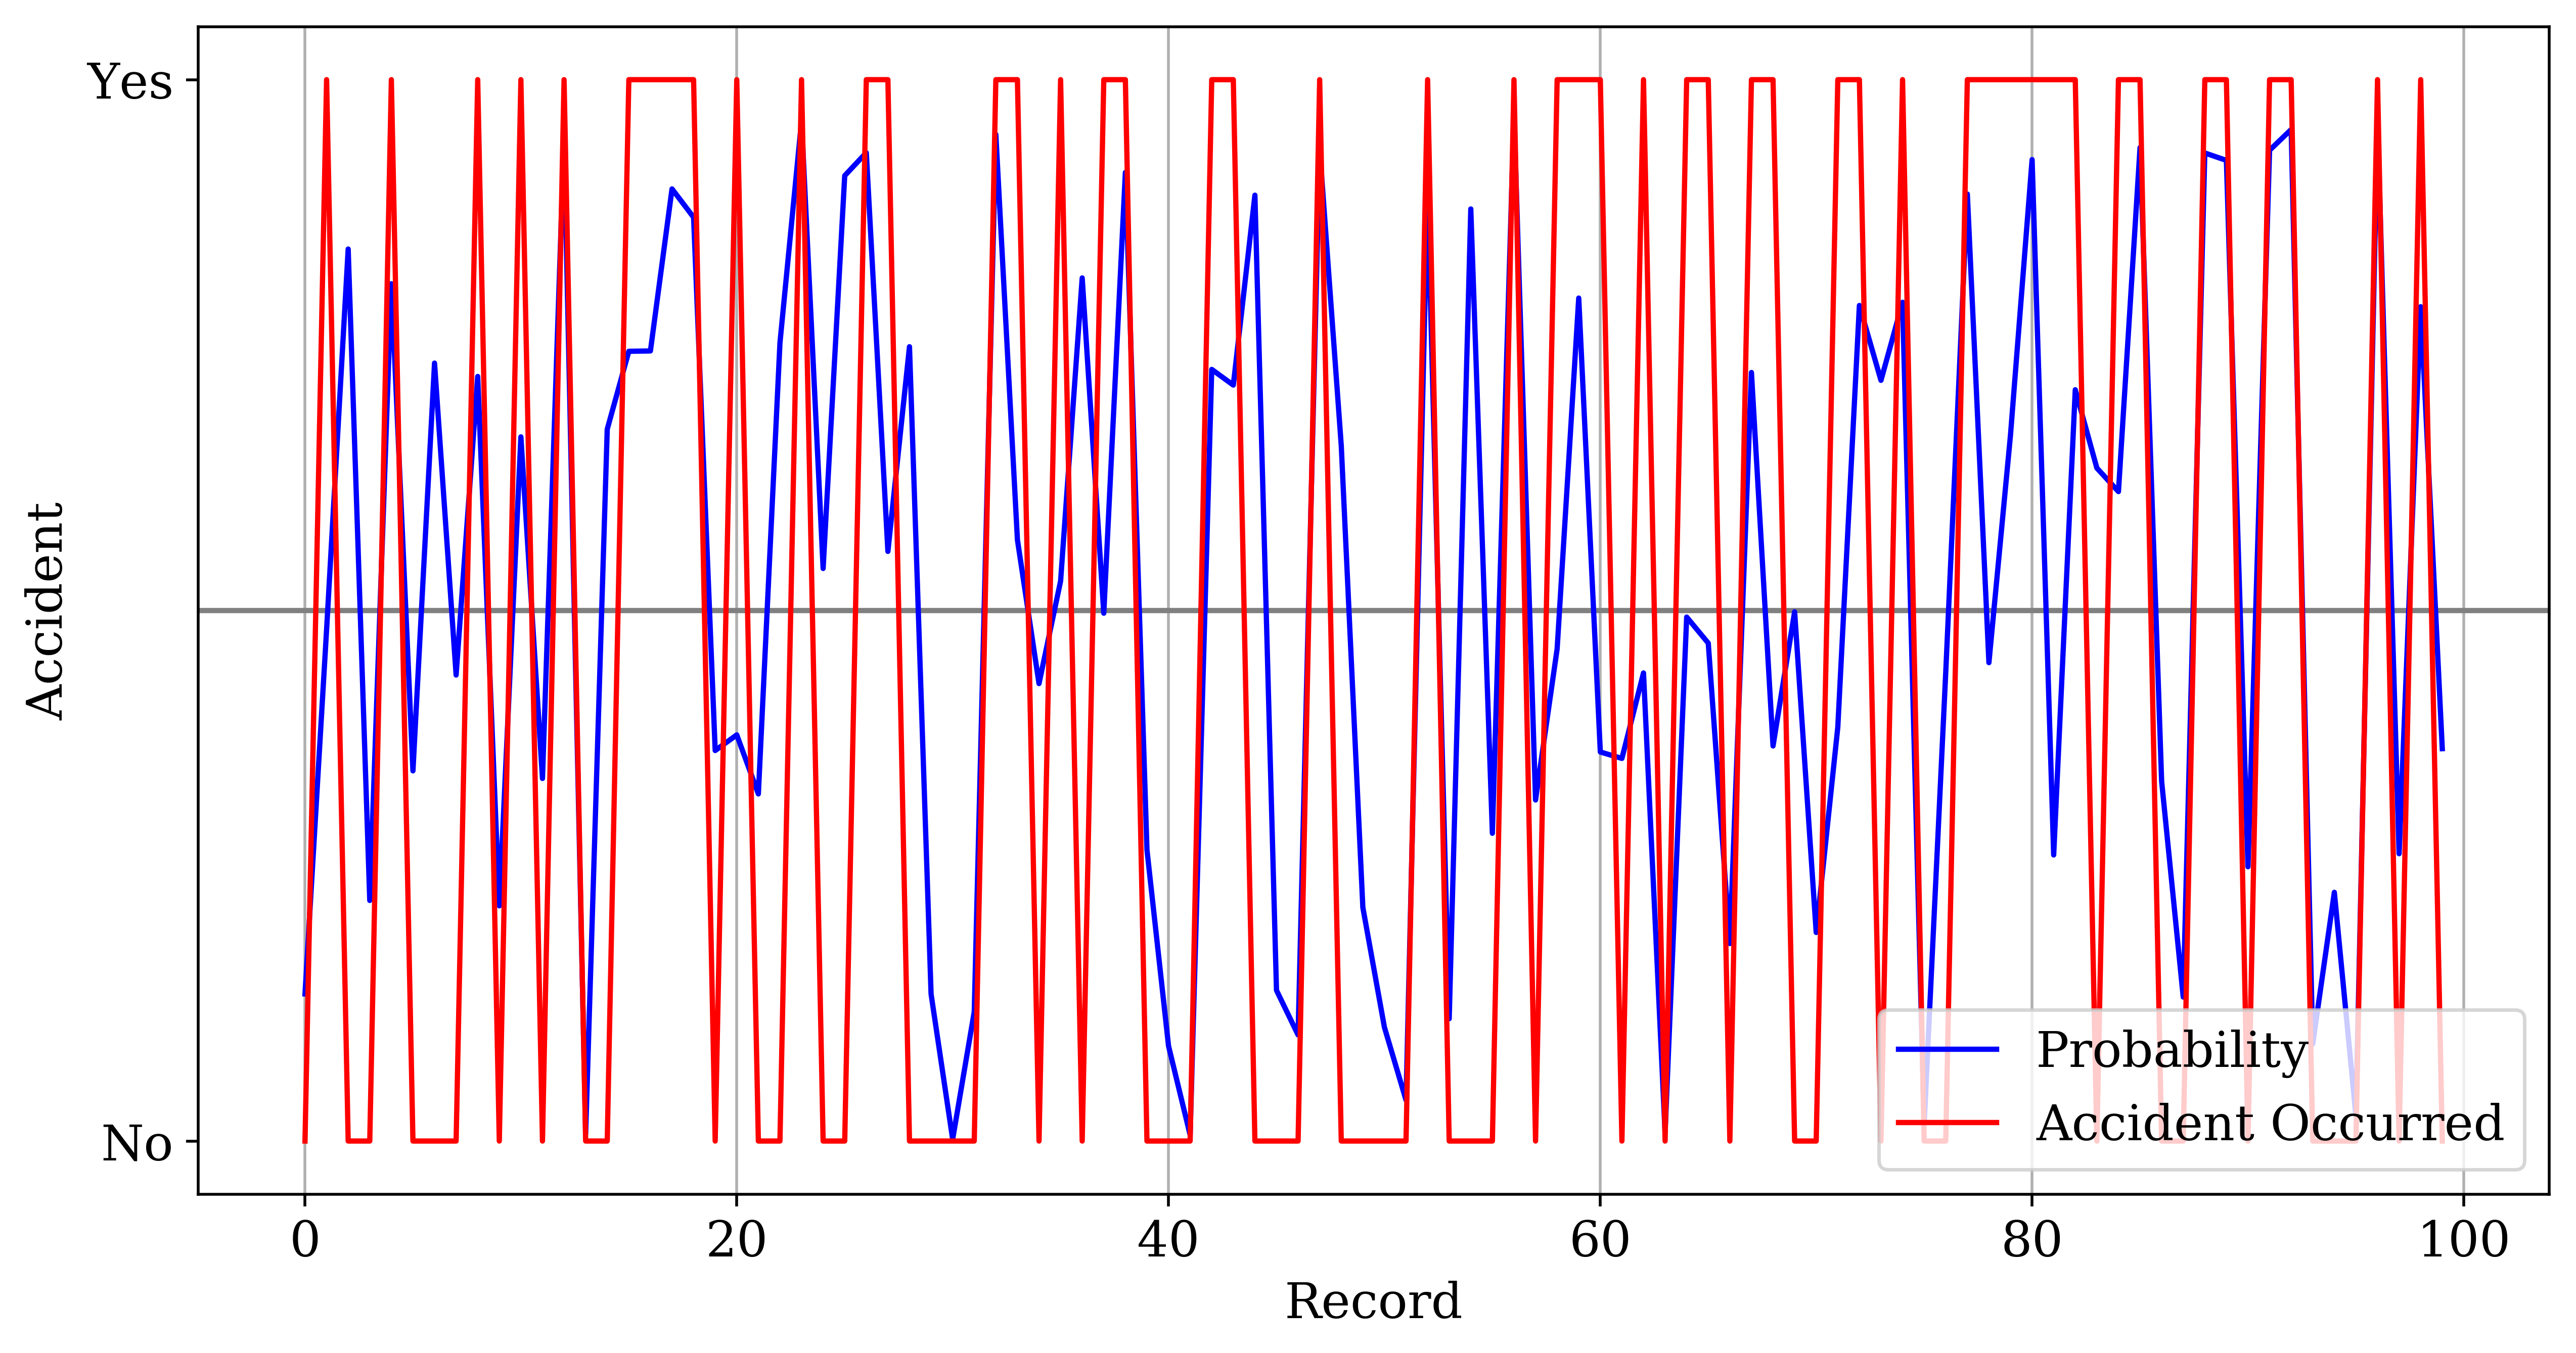 Yes
Accident
No
Probability
Accident Occurred
0 20 40 60 80 100
Record